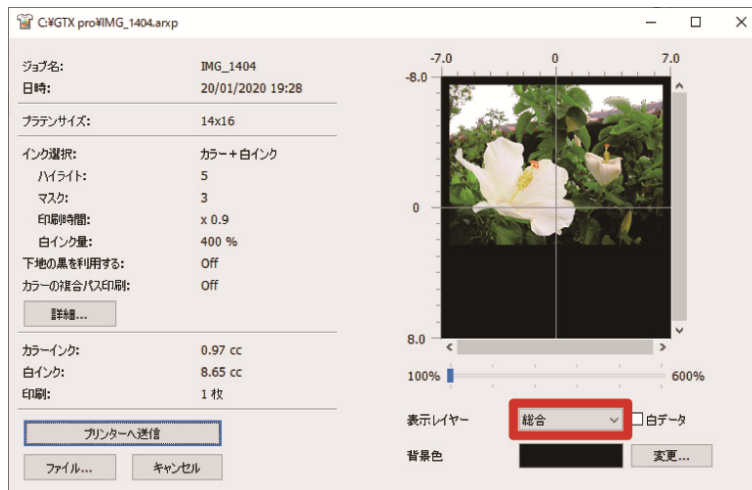 C:¥GTX pro¥IMG_1404.arxp
ジョブ名: IMG_1404
日時: 20/01/2020 19:28
プラテンサイズ: 14x16
インク選択: カラー+白インク
ハイライト: 5
マスク: 3
印刷時間: x 0.9
白インク量: 400 %
下地の黒を利用する: Off
カラーの複合パス印刷: Off
詳細...
カラーインク: 0.97 cc
白インク: 8.65 cc
印刷: 1 枚
プリンターへ送信
ファイル... キャンセル
-7.0 0 7.0
-8.0
0
8.0
100% 600%
表示レイヤー 総合 白データ
背景色 変更...